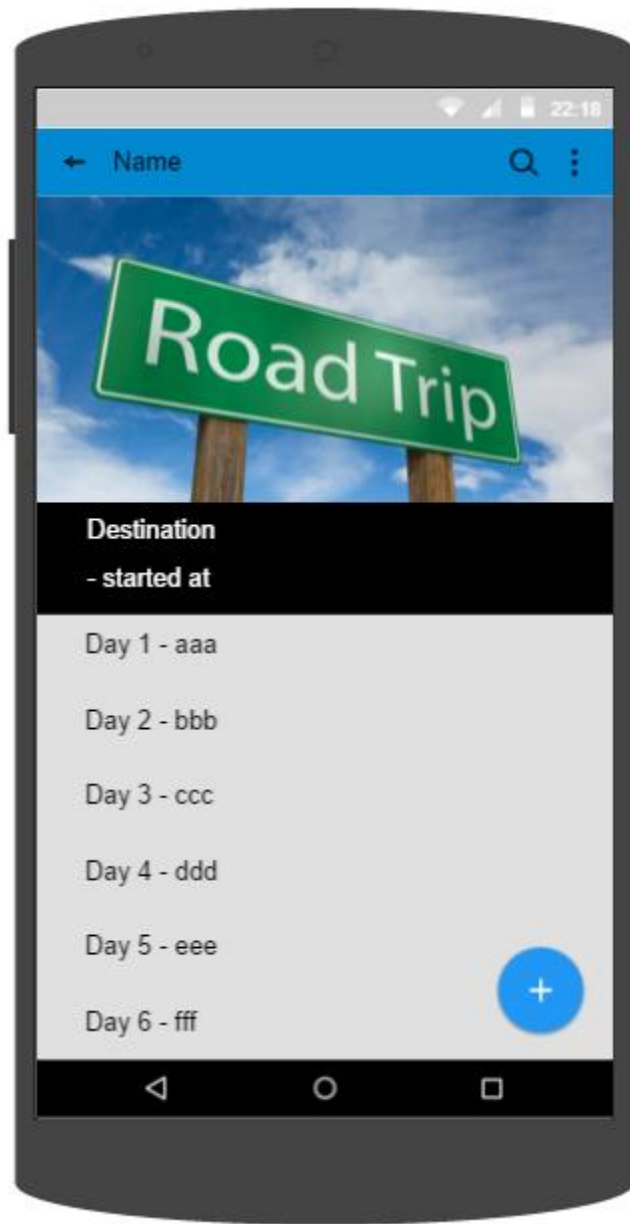 22:18
Name
Road Trip
Destination
- started at
Day 1 - aaa
Day 2 - bbb
Day 3 - ccc
Day 4 - ddd
Day 5 - eee
Day 6 - fff